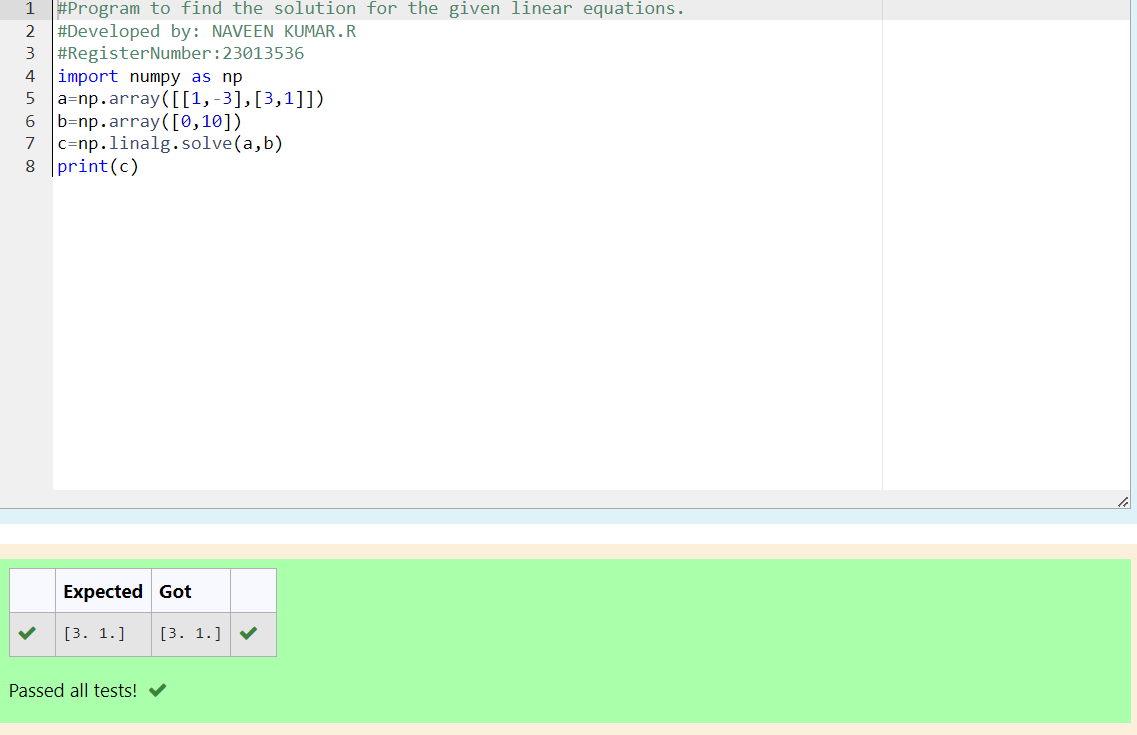 1 #Program to find the solution for the given linear equations.
2 #Developed by: NAVEEN KUMAR.R
3 #RegisterNumber:23013536
4 import numpy as np
5 a=np.array([[1,-3],[3,1]])
6 b=np.array([0,10])
7 c=np.linalg.solve(a,b)
8 print(c)
Expected Got
[3. 1.] [3. 1.]
Passed all tests!